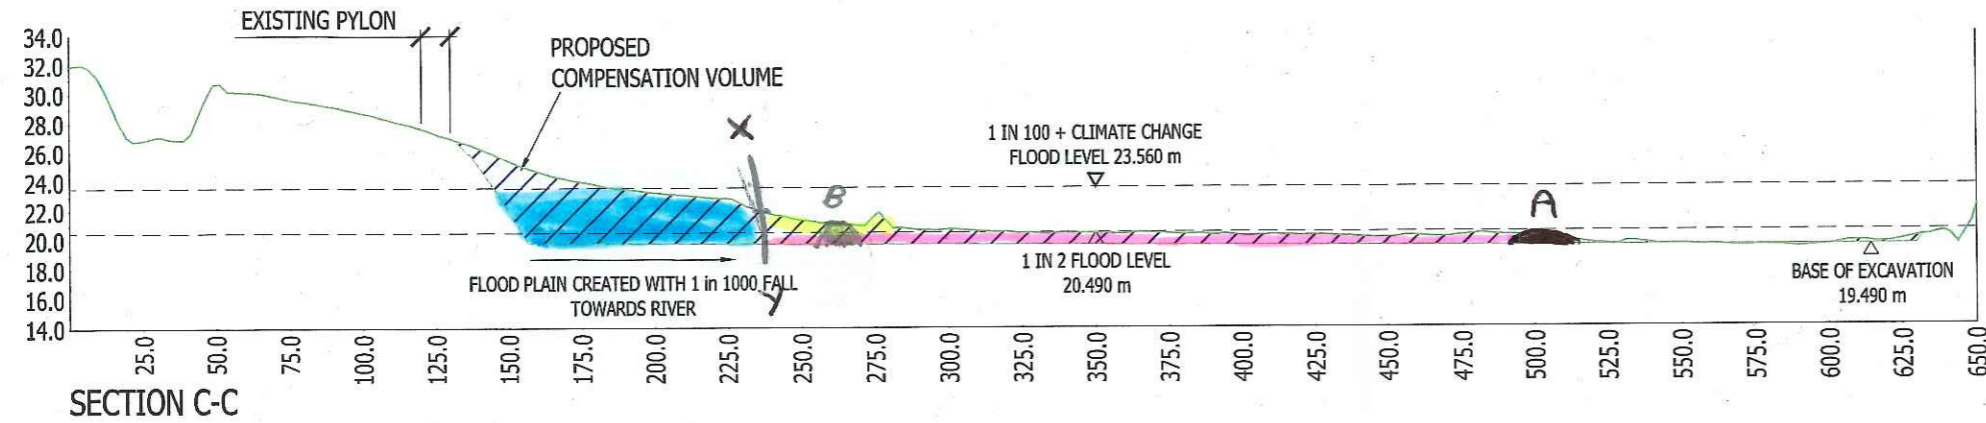 EXISTING PYLON
PROPOSED
COMPENSATION VOLUME
34.0
32.0
30.0
28.0
26.0
24.0
22.0
20.0
18.0
16.0
14.0
X
B
1 IN 100 + CLIMATE CHANGE
FLOOD LEVEL 23.560 m
A
FLOOD PLAIN CREATED WITH 1 in 1000 FALL
TOWARDS RIVER
Y
1 IN 2 FLOOD LEVEL
20.490 m
BASE OF EXCAVATION
19.490 m
25.0
50.0
75.0
100.0
125.0
150.0
175.0
200.0
225.0
250.0
275.0
300.0
325.0
350.0
375.0
400.0
425.0
450.0
475.0
500.0
525.0
550.0
575.0
600.0
625.0
650.0
SECTION C-C